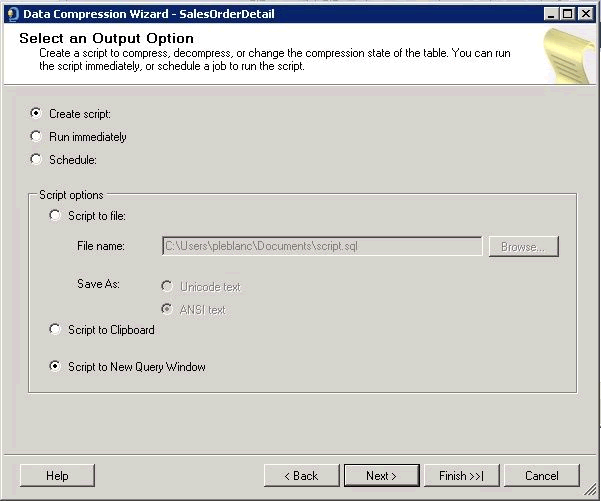 Data Compression Wizard - SalesOrderDetail
Select an Output Option
Create a script to compress, decompress, or change the compression state of the table. You can run
the script immediately, or schedule a job to run the script.
Create script:
Run immediately
Schedule:
Script options
Script to file:
File name:
C:\Users\pleblanc\Documents\script.sql
Browse...
Save As:
Unicode text
ANSI text
Script to Clipboard
Script to New Query Window
Help
< Back
Next >
Finish >>|
Cancel